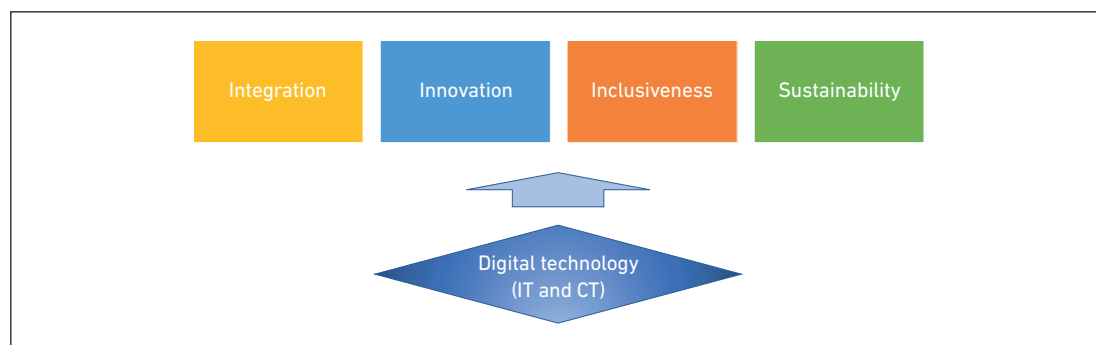 Integration
Innovation
Inclusiveness
Sustainability
Digital technology
(IT and CT)